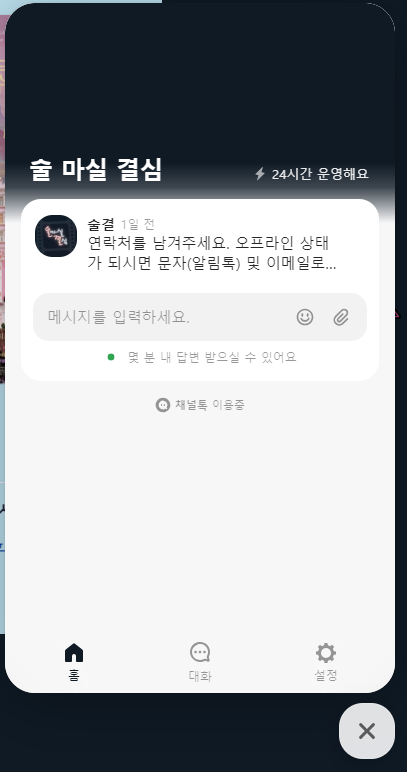 술 마실 결심
24시간 운영해요
술결 1일 전
연락처를 남겨주세요. 오프라인 상태
가 되시면 문자(알림톡) 및 이메일로...
메시지를 입력하세요.
몇 분 내 답변 받으실 수 있어요
채널톡 이용중
홈
대화
설정